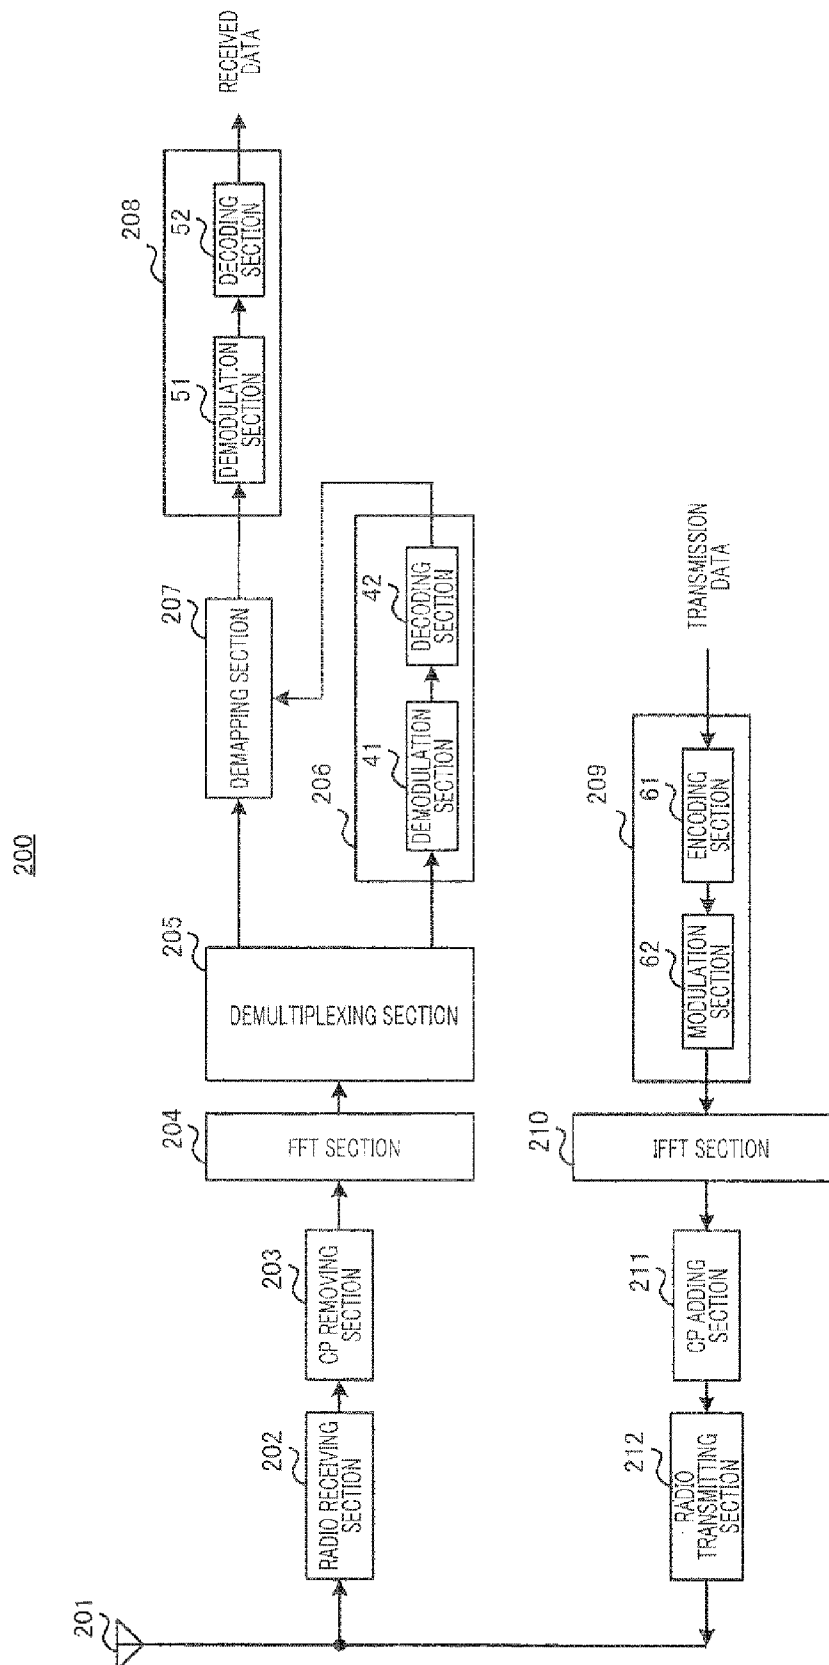 200
201
202
RADIO RECEIVING
SECTION
203
CP REMOVING
SECTION
204
FFT SECTION
205
DEMULTIPLEXING SECTION
206
41
DEMODULATION
SECTION
42
DECODING
SECTION
207
DEMAPPING SECTION
208
51
DEMODULATION
SECTION
52
DECODING
SECTION
RECEIVED
DATA
212
RADIO
TRANSMITTING
SECTION
211
CP ADDING
SECTION
210
IFFT SECTION
209
62
MODULATION
SECTION
61
ENCODING
SECTION
TRANSMISSION
DATA